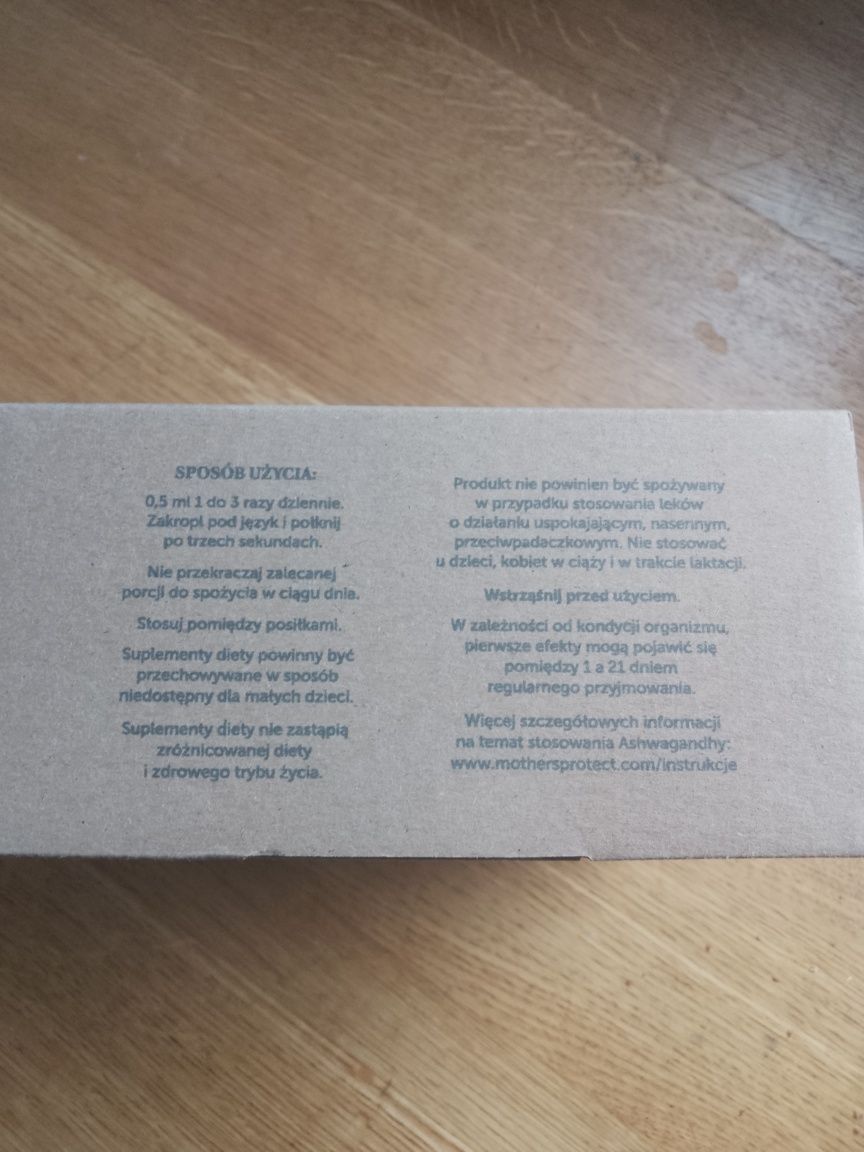 SPOSÓB UŻYCIA:
0,5 ml 1 do 3 razy dziennie.
Zakropl pod język i połknij
po trzech sekundach.
Nie przekraczaj zalecanej
porcji do spożycia w ciągu dnia.
Stosuj pomiędzy posiłkami.
Suplementy diety powinny być
przechowywane w sposób
niedostępny dla małych dzieci.
Suplementy diety nie zastąpią
zróżnicowanej diety
i zdrowego trybu życia.
Produkt nie powinien być spożywany
w przypadku stosowania leków
o działaniu uspokajającym, nasennym,
przeciwpadaczkowym. Nie stosować
u dzieci, kobiet w ciąży i w trakcie laktacji.
Wstrząśnij przed użyciem.
W zależności od kondycji organizmu,
pierwsze efekty mogą pojawić się
pomiędzy 1 a 21 dniem
regularnego przyjmowania.
Więcej szczegółowych informacji
na temat stosowania Ashwagandhy:
www.mothersprotect.com/instrukcje